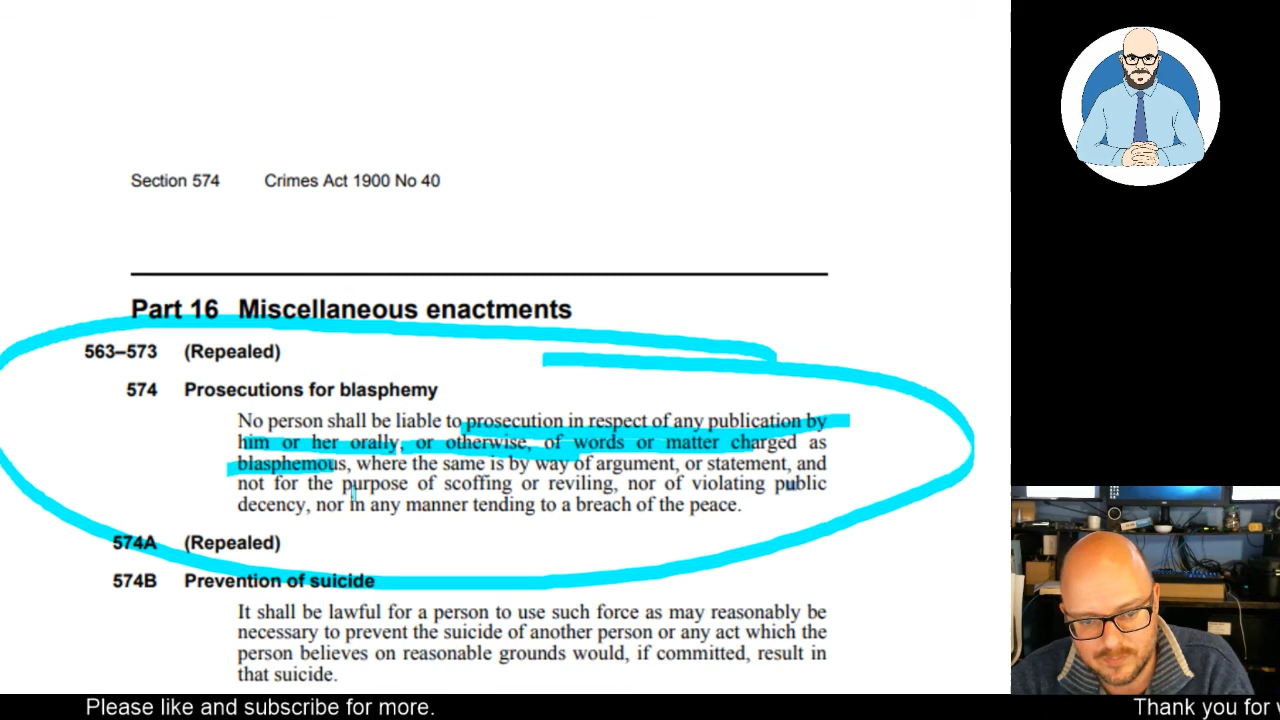 Section 574 Crimes Act 1900 No 40
Part 16 Miscellaneous enactments
563–573 (Repealed)
574 Prosecutions for blasphemy
No person shall be liable to prosecution in respect of any publication by
him or her orally, or otherwise, of words or matter charged as
blasphemous, where the same is by way of argument, or statement, and
not for the purpose of scoffing or reviling, nor of violating public
decency, nor in any manner tending to a breach of the peace.
574A (Repealed)
574B Prevention of suicide
It shall be lawful for a person to use such force as may reasonably be
necessary to prevent the suicide of another person or any act which the
person believes on reasonable grounds would, if committed, result in
that suicide.
Please like and subscribe for more. Thank you for